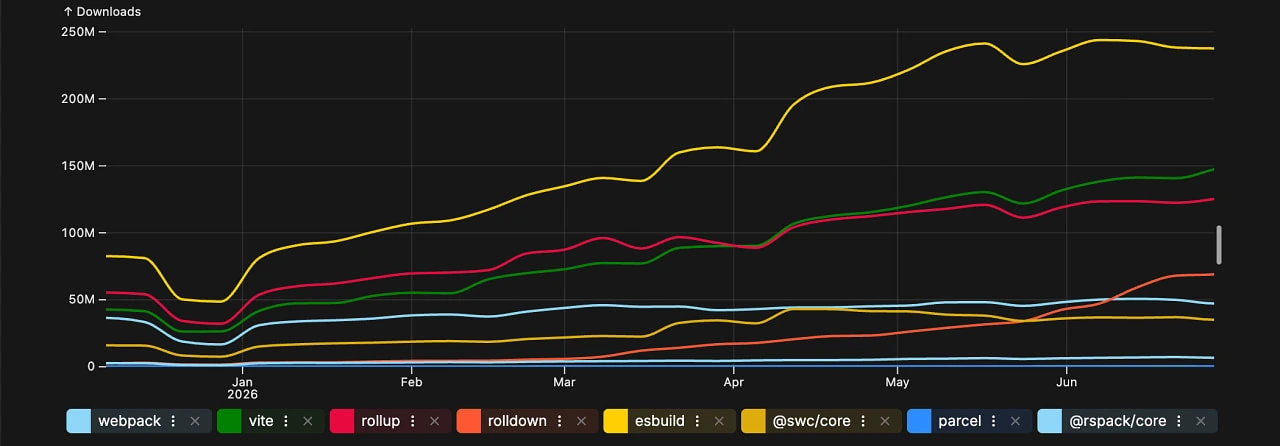 ↑ Downloads
250M
200M
150M
100M
50M
0
Jan Feb Mar Apr May Jun
2026
webpack vite rollup rolldown esbuild @swc/core parcel @rspack/core